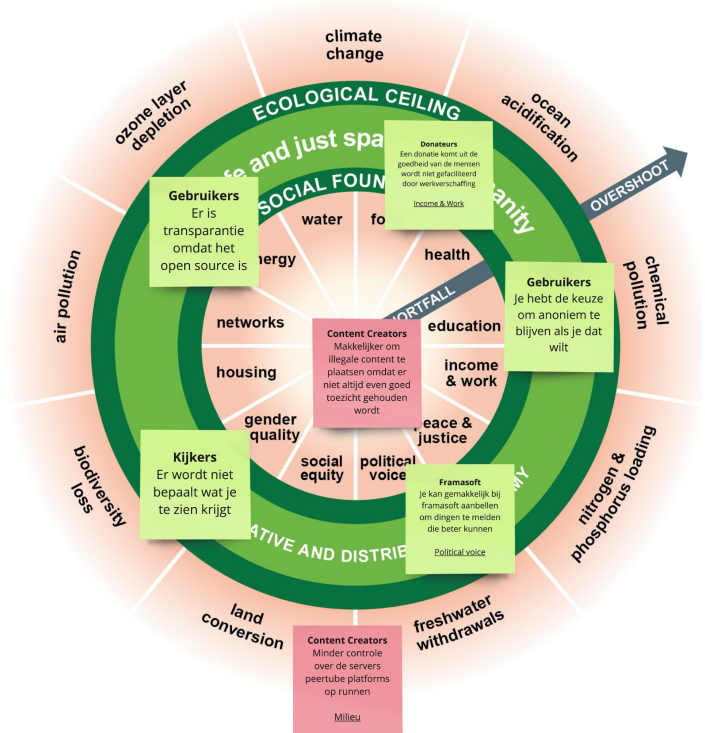 climate
change
ozone layer
depletion
ocean
acidification
ECOLOGICAL CEILING
fe and just spa
anity
SOCIAL FOUN
OVERSHOOT
Donateurs
Een donatie komt uit de
goedheid van de mensen
wordt niet gefaciliteerd
door werkverschaffing
Income & Work
Gebruikers
Er is
transparantie
omdat het
open source is
water
fo
nergy
health
air pollution
chemical
pollution
Gebruikers
Je hebt de keuze
om anoniem te
blijven als je dat
wilt
HORTFALL
networks
education
Content Creators
Makkelijker om
illegale content te
plaatsen omdat er
niet altijd even goed
toezicht gehouden
wordt
housing
income
& work
gender
quality
peace &
justice
social
equity
political
voice
Kijkers
Er wordt niet
bepaalt wat je
te zien krijgt
Framasoft
Je kan gemakkelijk bij
framasoft aanbellen
om dingen te melden
die beter kunnen
Political voice
ATIVE AND DISTRIB
MY
biodiversity
loss
nitrogen &
phosphorus loading
land
conversion
freshwater
withdrawals
Content Creators
Minder controle
over de servers
peertube platforms
op runnen
Milieu